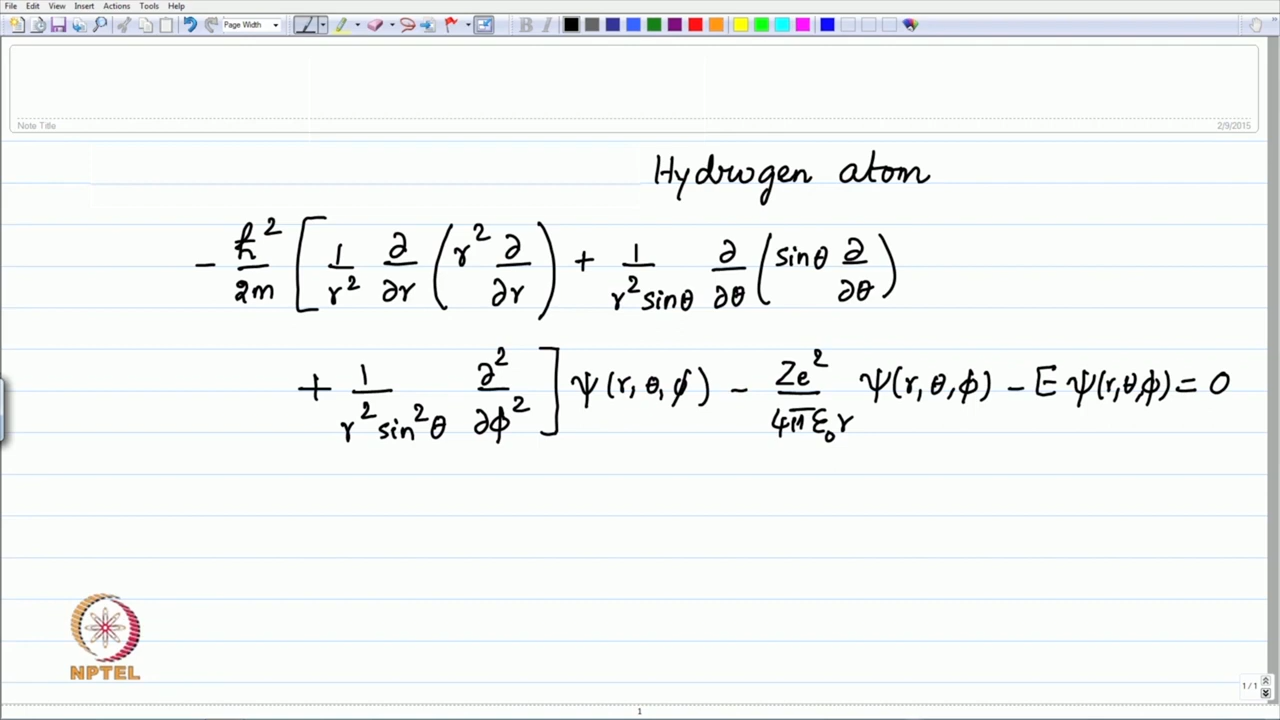 File Edit View Insert Actions Tools Help
Page Width
Note Title 2/9/2015
Hydrogen atom
- ℏ²/2m [ 1/r² ∂/∂r ( r² ∂/∂r ) + 1/(r² sinθ) ∂/∂θ ( sinθ ∂/∂θ )
+ 1/(r² sin²θ) ∂²/∂ϕ² ] ψ(r, θ, ϕ) - Ze²/(4πε₀r) ψ(r, θ, ϕ) - E ψ(r, θ, ϕ) = 0
NPTEL
1/1
1